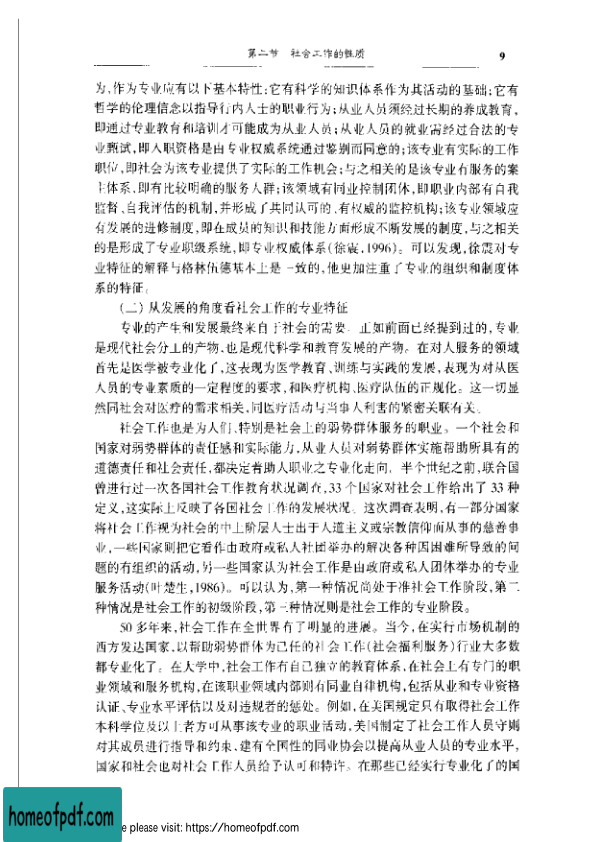 第二节 社会工作的性质 9
为,作为专业应有以下基本特性:它有科学的知识体系作为其活动的基础;它有
哲学的伦理信念以指导行内人士的职业行为;从业人员须经过长期的养成教育,
即通过专业教育和培训才可能成为从业人员;从业人员的就业需经过合法的专
业甄试,即入职资格是由专业权威系统通过鉴别而同意的;该专业有实际的工作
职位,即社会为该专业提供了实际的工作机会;与之相关的是该专业有服务的案
主体系,即有比较明确的服务人群;该领域有同业控制团体,即职业内部有自我
监督、自我评估的机制,并形成了共同认可的、有权威的监控机构;该专业领域应
有发展的进修制度,即在成员的知识和技能方面形成不断发展的制度,与之相关
的是形成了专业职级系统,即专业权威体系(徐震,1996)。可以发现,徐震对专
业特征的解释与格林伍德基本上是一致的,他更加注重了专业的组织和制度体
系的特征。
(二)从发展的角度看社会工作的专业特征
专业的产生和发展最终来自于社会的需要。正如前面已经提到过的,专业
是现代社会分工的产物,也是现代科学和教育发展的产物。在对人服务的领域
首先是医学被专业化了,这表现为医学教育、训练与实践的发展,表现为对从医
人员的专业素质的一定程度的要求,和医疗机构、医疗队伍的正规化。这一切显
然同社会对医疗的需求相关,同医疗活动与当事人利害的紧密关联有关。
社会工作也是为人们,特别是社会上的弱势群体服务的职业。一个社会和
国家对弱势群体的责任感和实际能力,从业人员对弱势群体实施帮助所具有的
道德责任和社会责任,都决定着助人职业之专业化走向。半个世纪之前,联合国
曾进行过一次各国社会工作教育状况调查,33个国家对社会工作给出了33种
定义,这实际上反映了各国社会工作的发展状况。这次调查表明,有一部分国家
将社会工作视为社会的中上阶层人士出于人道主义或宗教信仰而从事的慈善事
业,一些国家则把它看作由政府或私人社团举办的解决各种因困难所导致的问
题的有组织的活动,另一些国家认为社会工作是由政府或私人团体举办的专业
服务活动(叶楚生,1986)。可以认为,第一种情况尚处于准社会工作阶段,第二
种情况是社会工作的初级阶段,第三种情况则是社会工作的专业阶段。
50多年来,社会工作在全世界有了明显的进展。当今,在实行市场机制的
西方发达国家,以帮助弱势群体为己任的社会工作(社会福利服务)行业大多数
都专业化了。在大学中,社会工作有自己独立的教育体系,在社会上有专门的职
业领域和服务机构,在该职业领域内部则有同业自律机构,包括从业和专业资格
认证、专业水平评估以及对违规者的惩处。例如,在美国规定只有取得社会工作
本科学位及以上者方可从事该专业的职业活动,美国制定了社会工作人员守则
对其成员进行指导和约束,建有全国性的同业协会以提高从业人员的专业水平,
国家和社会也对社会工作人员给予认可和特许。在那些已经实行专业化了的国
homeofpdf.com
e please visit: https://homeofpdf.com